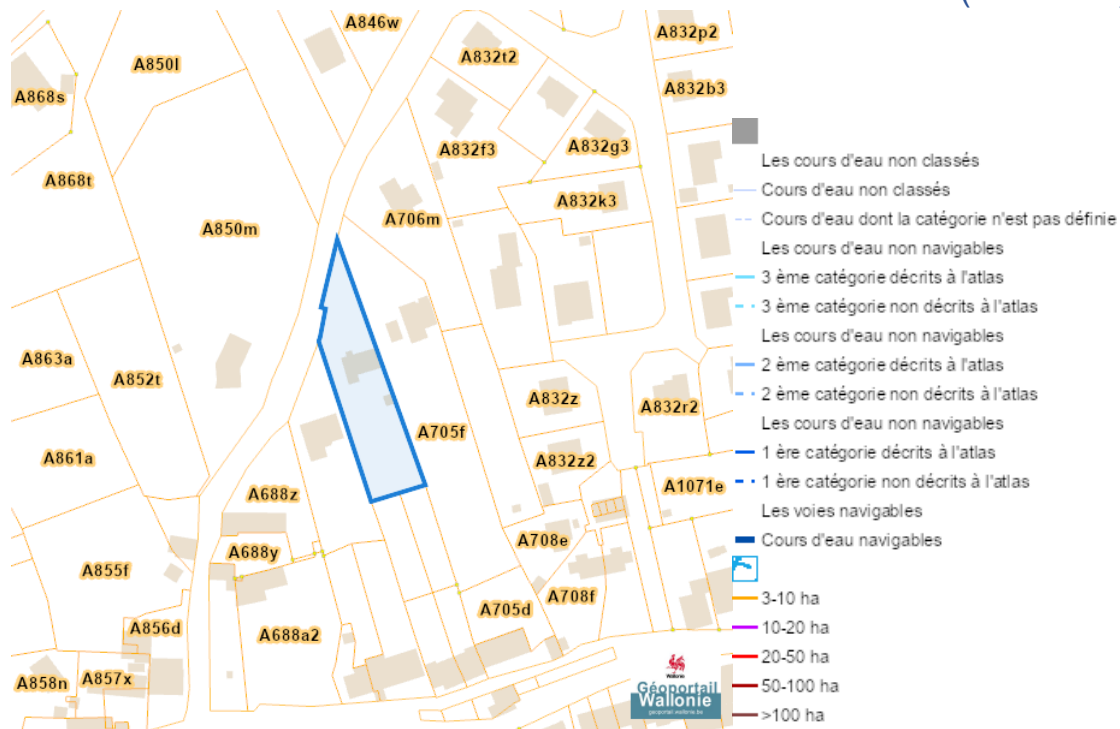 A846w
A832t2
A832p2
A850l
A868s
A832b3
A832f3
A832g3
A868t
A832k3
A706m
A850m
A863a
A852t
A832z
A832r2
A705f
A861a
A832z2
A688z
A1071e
A708e
A688y
A855f
A708f
A705d
A856d
A688a2
A858n
A857x
Wallonie
Géoportail
Wallonie
geoportail.wallonie.be
Les cours d'eau non classés
Cours d'eau non classés
Cours d'eau dont la catégorie n'est pas définie
Les cours d'eau non navigables
3 ème catégorie décrits à l'atlas
3 ème catégorie non décrits à l'atlas
Les cours d'eau non navigables
2 ème catégorie décrits à l'atlas
2 ème catégorie non décrits à l'atlas
Les cours d'eau non navigables
1 ère catégorie décrits à l'atlas
1 ère catégorie non décrits à l'atlas
Les voies navigables
Cours d'eau navigables
3-10 ha
10-20 ha
20-50 ha
50-100 ha
>100 ha